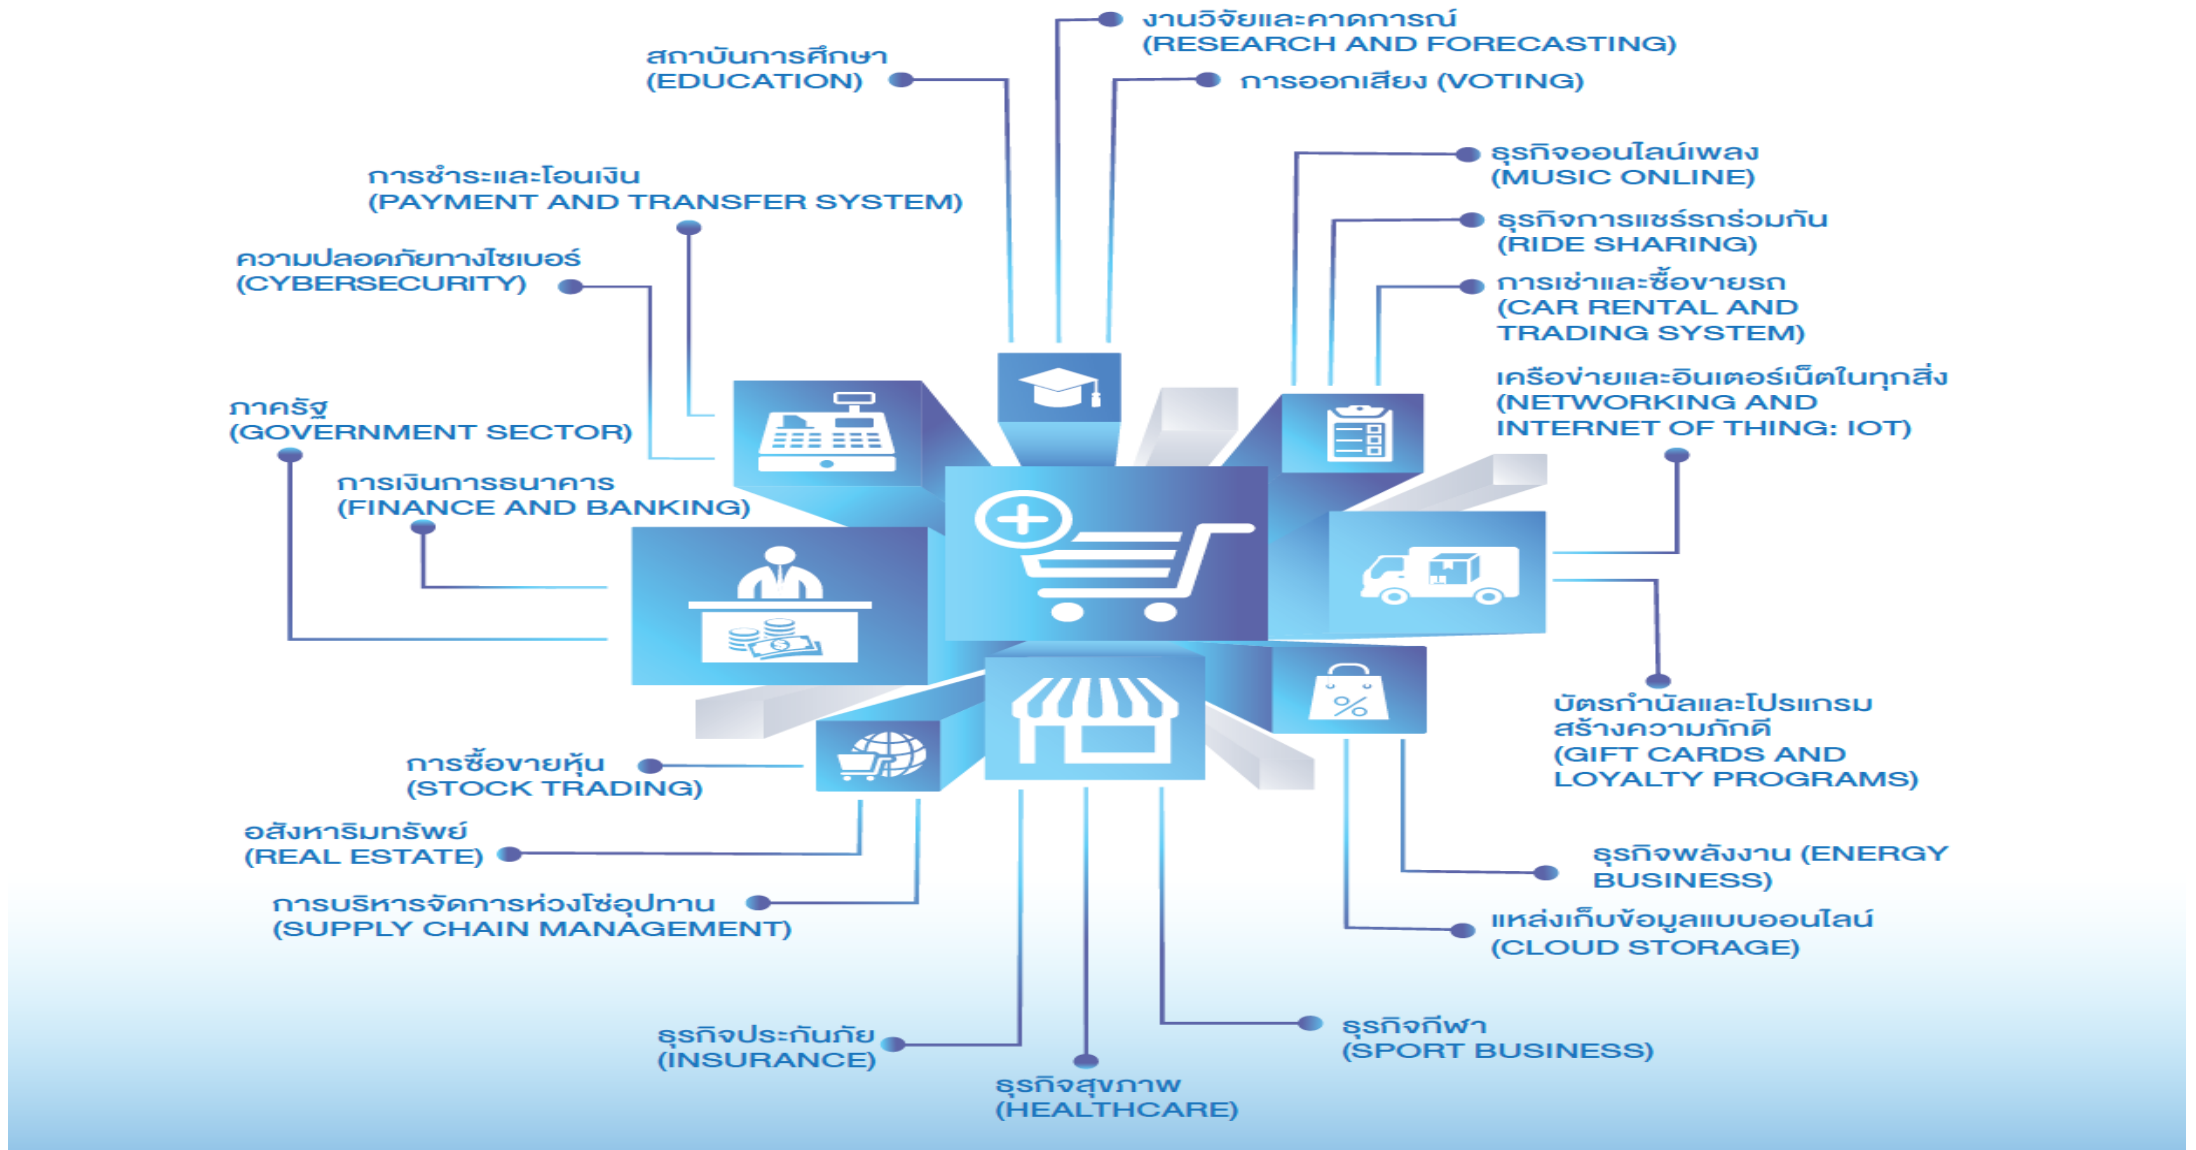 งานวิจัยและคาดการณ์
(RESEARCH AND FORECASTING)
สถาบันการศึกษา
(EDUCATION)
การออกเสียง (VOTING)
ธุรกิจออนไลน์เพลง
(MUSIC ONLINE)
การชำระและโอนเงิน
(PAYMENT AND TRANSFER SYSTEM)
ธุรกิจการแชร์รถร่วมกัน
(RIDE SHARING)
ความปลอดภัยทางไซเบอร์
(CYBERSECURITY)
การเช่าและซื้อขายรถ
(CAR RENTAL AND
TRADING SYSTEM)
เครือข่ายและอินเตอร์เน็ตในทุกสิ่ง
(NETWORKING AND
INTERNET OF THING: IOT)
ภาครัฐ
(GOVERNMENT SECTOR)
การเงินการธนาคาร
(FINANCE AND BANKING)
บัตรกำนัลและโปรแกรม
สร้างความภักดี
(GIFT CARDS AND
LOYALTY PROGRAMS)
การซื้อขายหุ้น
(STOCK TRADING)
อสังหาริมทรัพย์
(REAL ESTATE)
ธุรกิจพลังงาน (ENERGY
BUSINESS)
การบริหารจัดการห่วงโซ่อุปทาน
(SUPPLY CHAIN MANAGEMENT)
แหล่งเก็บข้อมูลแบบออนไลน์
(CLOUD STORAGE)
ธุรกิจประกันภัย
(INSURANCE)
ธุรกิจกีฬา
(SPORT BUSINESS)
ธุรกิจสุขภาพ
(HEALTHCARE)